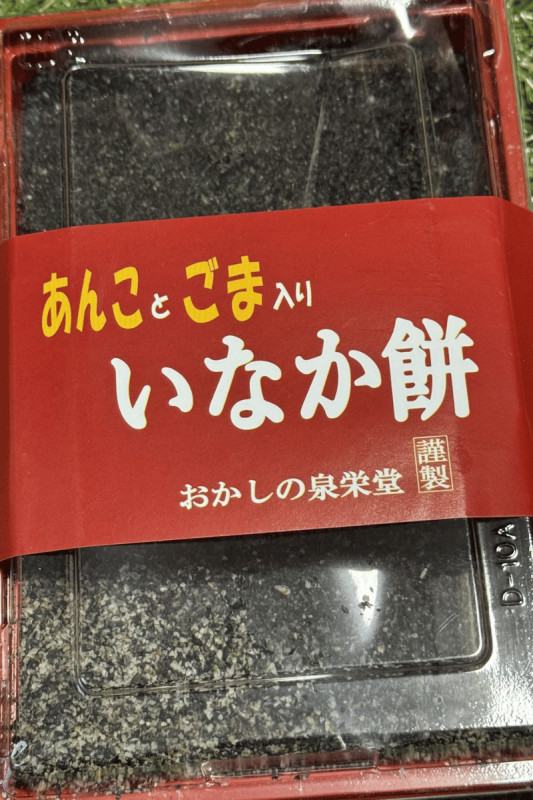 あんことごま入り
いなか餅
おかしの泉栄堂
謹製
D-10A